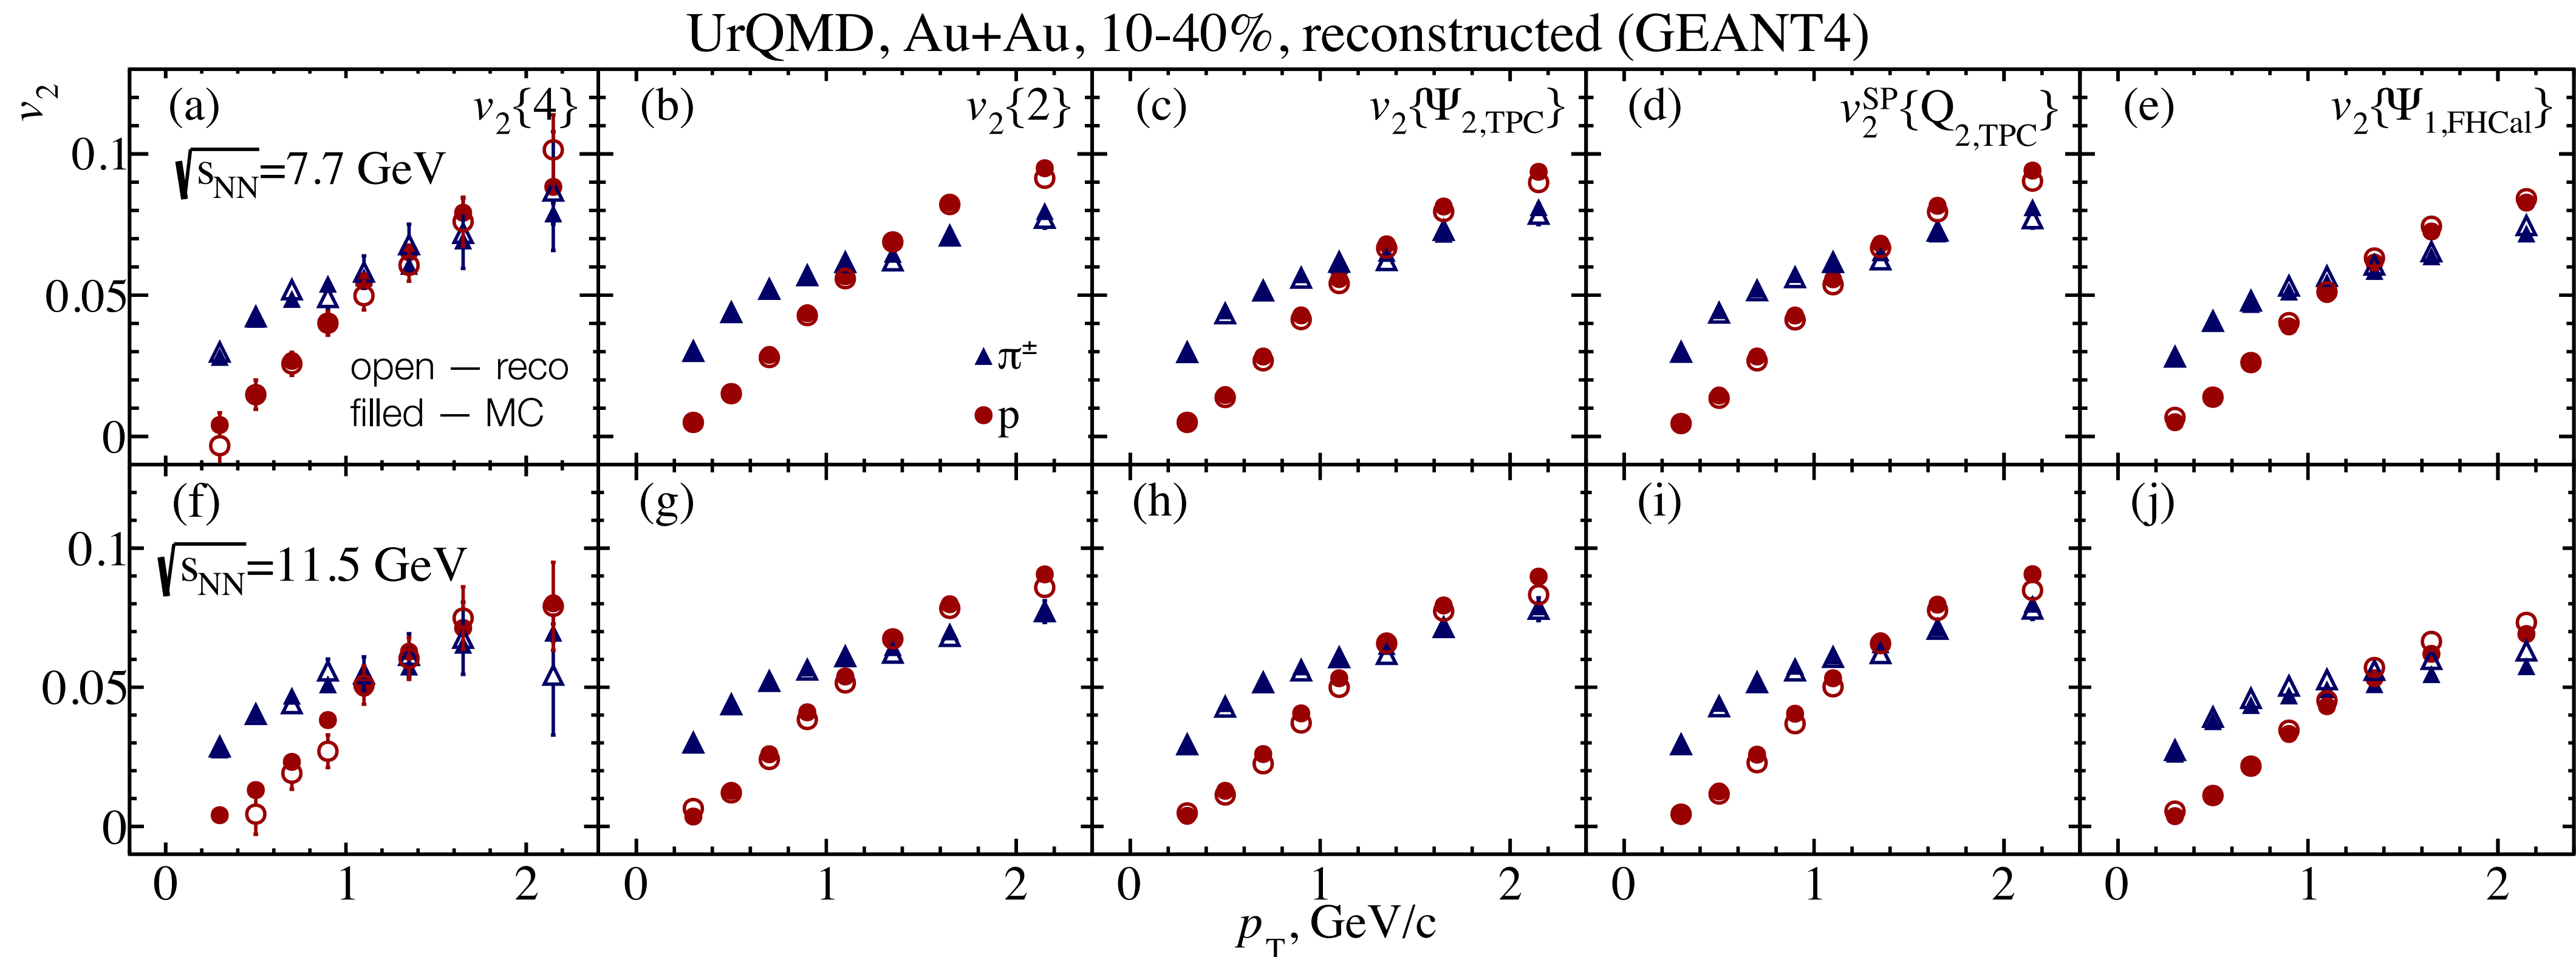 UrQMD, Au+Au, 10-40%, reconstructed (GEANT4)
v₂
(a) v₂{4}
(b) v₂{2}
(c) v₂{Ψ₂,TPC}
(d) v₂^SP{Q₂,TPC}
(e) v₂{Ψ₁,FHCal}
√sNN=7.7 GeV
0.1
0.05
0
open — reco
filled — MC
π±
p
(f)
(g)
(h)
(i)
(j)
√sNN=11.5 GeV
0.1
0.05
0
0 1 2
0 1 2
0 1 2
0 1 2
0 1 2
pT, GeV/c